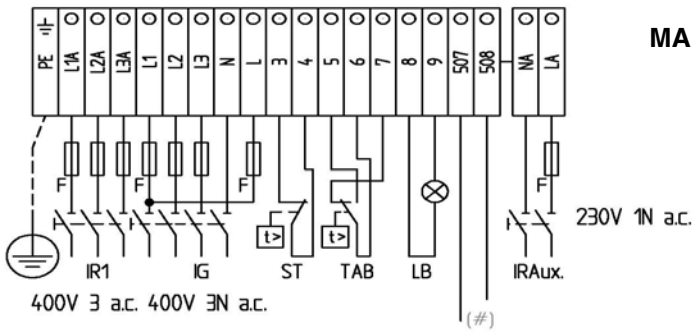 MA
PE L1A L2A L3A L1 L2 L3 N L 3 4 5 6 7 8 9 507 508 NA LA
F F F F
t> t>
230V 1N a.c.
IR1 IG ST TAB LB IRAux.
400V 3 a.c. 400V 3N a.c.
(#)